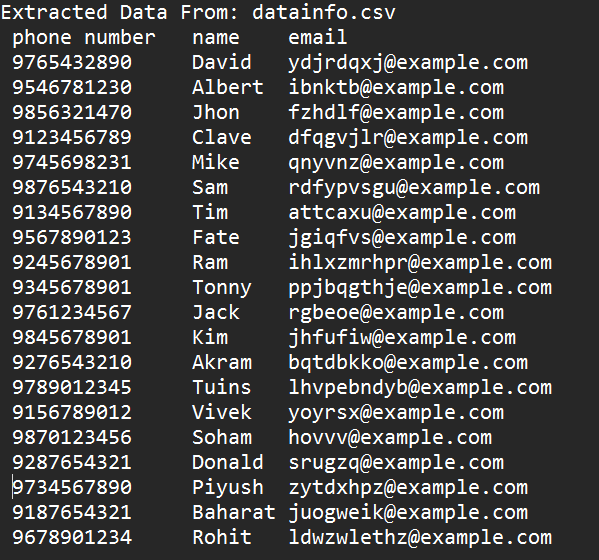 Extracted Data From: datainfo.csv
phone number name email
9765432890 David ydjrdqxj@example.com
9546781230 Albert ibnktb@example.com
9856321470 Jhon fzhdlf@example.com
9123456789 Clave dfqgvjlr@example.com
9745698231 Mike qnyvnz@example.com
9876543210 Sam rdfypvsgu@example.com
9134567890 Tim attcaxu@example.com
9567890123 Fate jgiqfvs@example.com
9245678901 Ram ihlxzmrhpr@example.com
9345678901 Tonny ppjbqgthje@example.com
9761234567 Jack rgbeoe@example.com
9845678901 Kim jhfufiw@example.com
9276543210 Akram bqtdbkko@example.com
9789012345 Tuins lhvpebndyb@example.com
9156789012 Vivek yoyrsx@example.com
9870123456 Soham hovvv@example.com
9287654321 Donald srugzq@example.com
9734567890 Piyush zytdxhpz@example.com
9187654321 Baharat juogweik@example.com
9678901234 Rohit ldwzwlethz@example.com